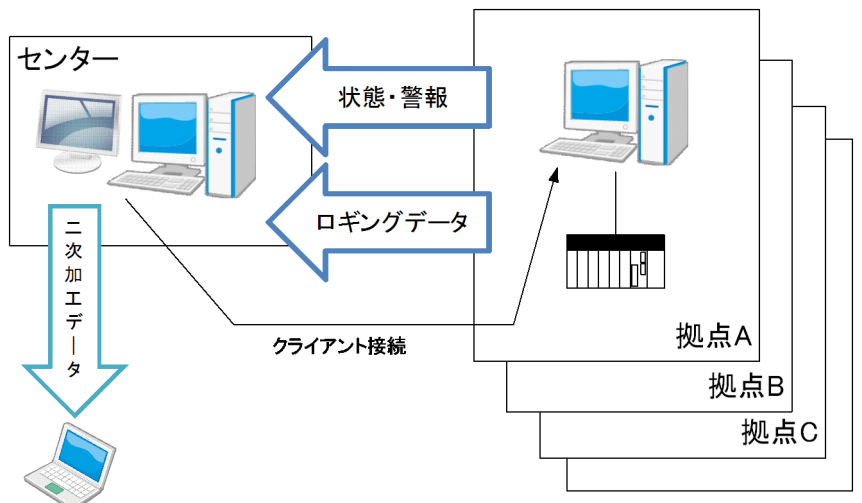 センター
状態・警報
ロギングデータ
二次加工データ
クライアント接続
拠点A
拠点B
拠点C